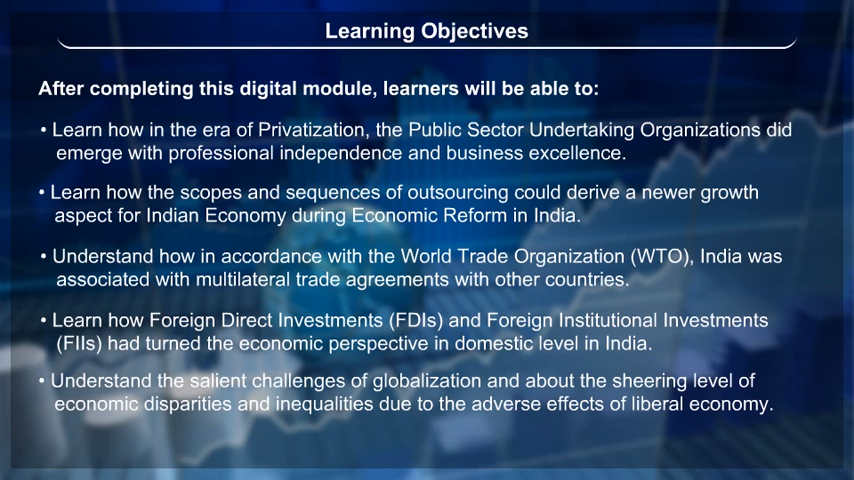 Learning Objectives
After completing this digital module, learners will be able to:
• Learn how in the era of Privatization, the Public Sector Undertaking Organizations did
emerge with professional independence and business excellence.
• Learn how the scopes and sequences of outsourcing could derive a newer growth
aspect for Indian Economy during Economic Reform in India.
• Understand how in accordance with the World Trade Organization (WTO), India was
associated with multilateral trade agreements with other countries.
• Learn how Foreign Direct Investments (FDIs) and Foreign Institutional Investments
(FIIs) had turned the economic perspective in domestic level in India.
• Understand the salient challenges of globalization and about the sheering level of
economic disparities and inequalities due to the adverse effects of liberal economy.